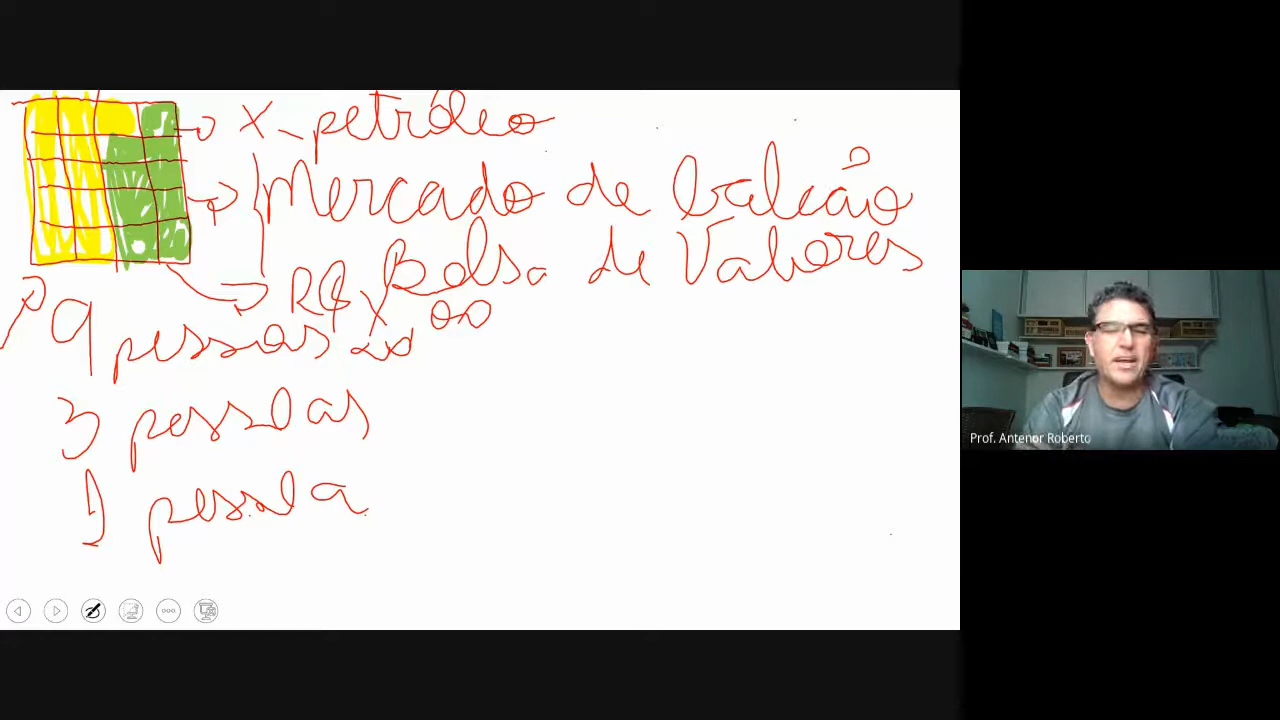 X - petróleo
Mercado de balcão
Bolsa de Valores
R$ X 00
9 pessoas
3 pessoas
1 pessoa
Prof. Antenor Roberto